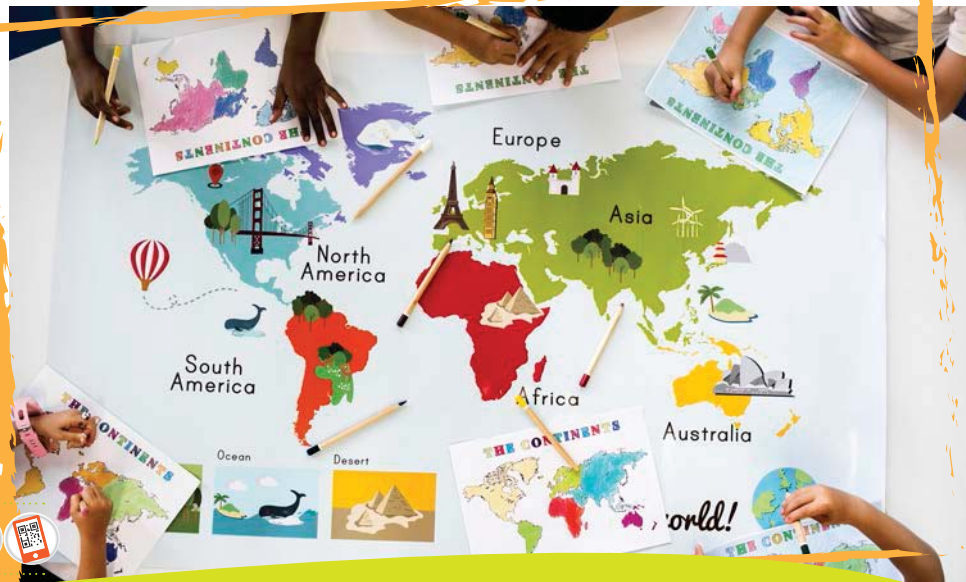 THE CONTINENTS
THE CONTINENTS
THE CONTINENTS
Europe
Asia
North
America
South
America
Africa
Australia
THE CONTINENTS
THE CONTINENTS
Ocean
Desert
orld!
THE CONTINE